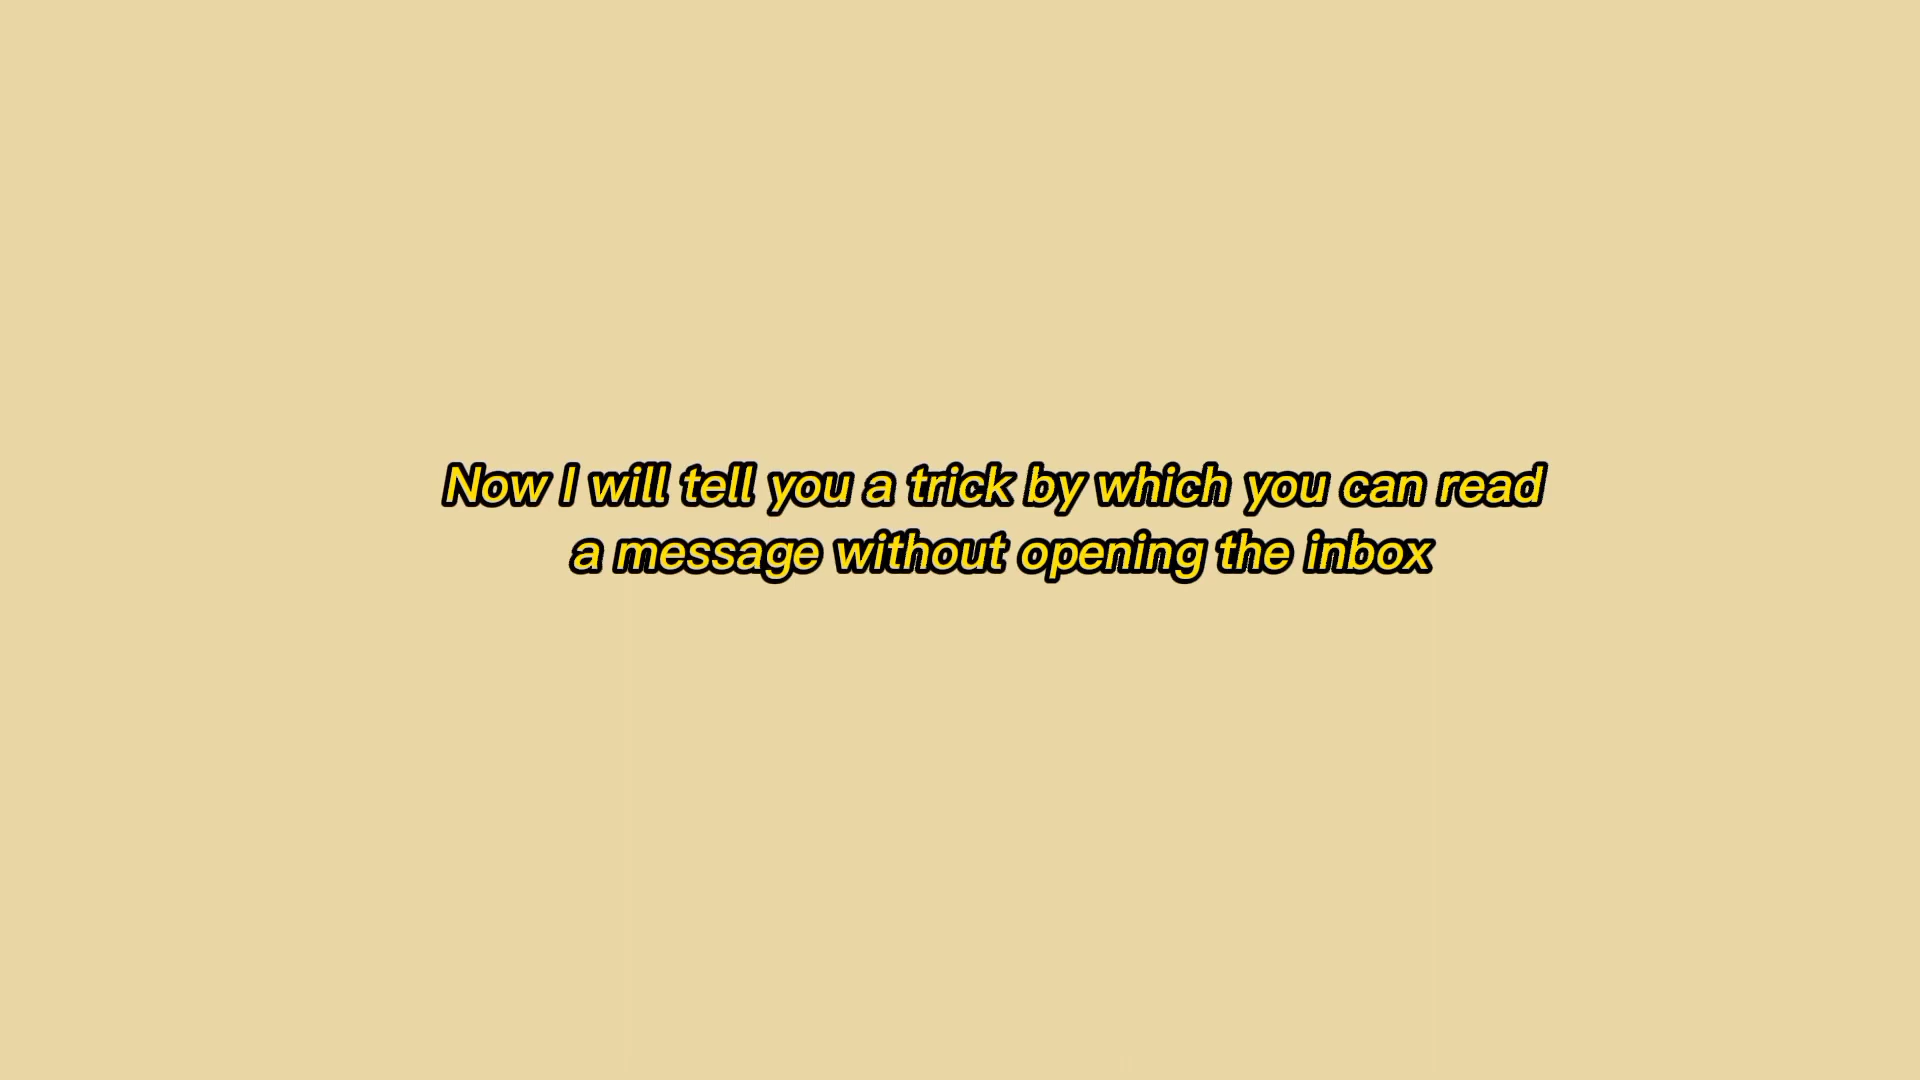 Now I will tell you a trick by which you can read
a message without opening the inbox